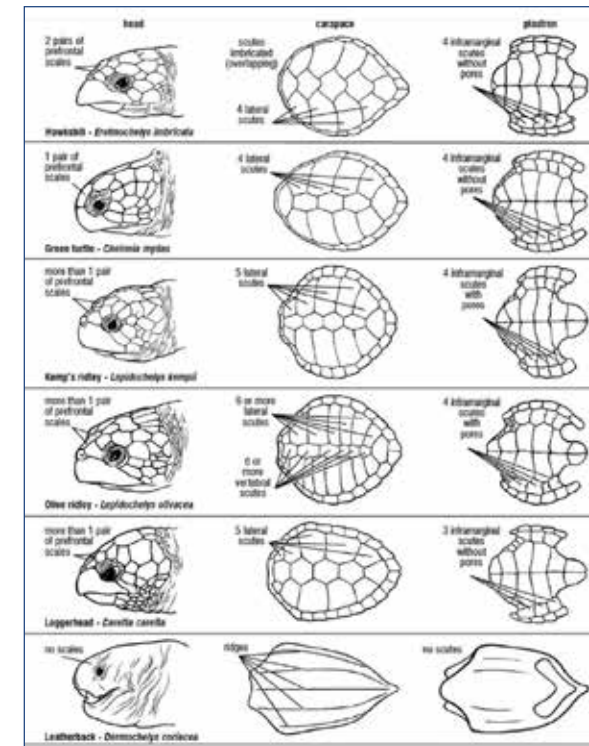 head carapace plastron
2 pairs of
prefrontal
scales
scutes
imbricated
(overlapping)
4 lateral
scutes
4 inframarginal
scutes
without
pores
Hawksbill - Eretmochelys imbricata
1 pair of
prefrontal
scales
4 lateral
scutes
4 inframarginal
scutes
without
pores
Green turtle - Chelonia mydas
more than 1 pair
of prefrontal
scales
5 lateral
scutes
4 inframarginal
scutes
with
pores
Kemp's ridley - Lepidochelys kempii
more than 1 pair
of prefrontal
scales
6 or more
lateral
scutes
6 or
more
vertebral
scutes
4 inframarginal
scutes
with
pores
Olive ridley - Lepidochelys olivacea
more than 1 pair
of prefrontal
scales
5 lateral
scutes
3 inframarginal
scutes
without
pores
Loggerhead - Caretta caretta
no scales
ridges
no scutes
Leatherback - Dermochelys coriacea